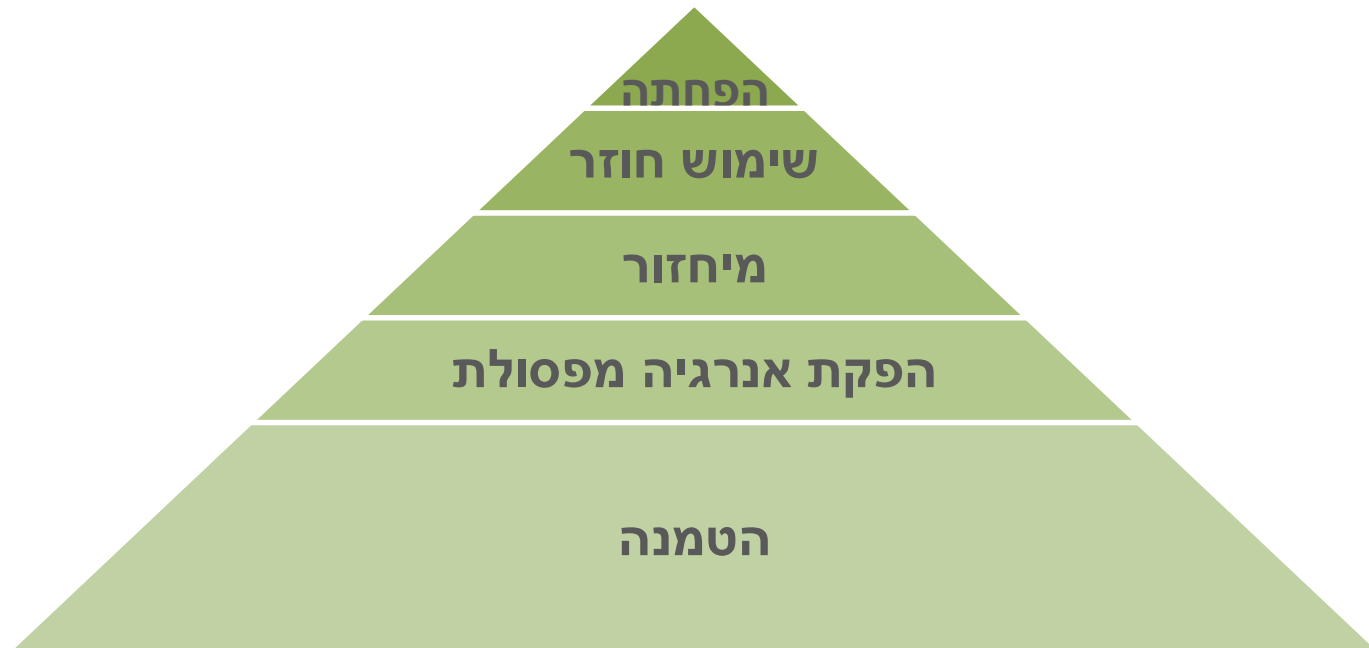 הפחתה
שימוש חוזר
מיחזור
הפקת אנרגיה מפסולת
הטמנה